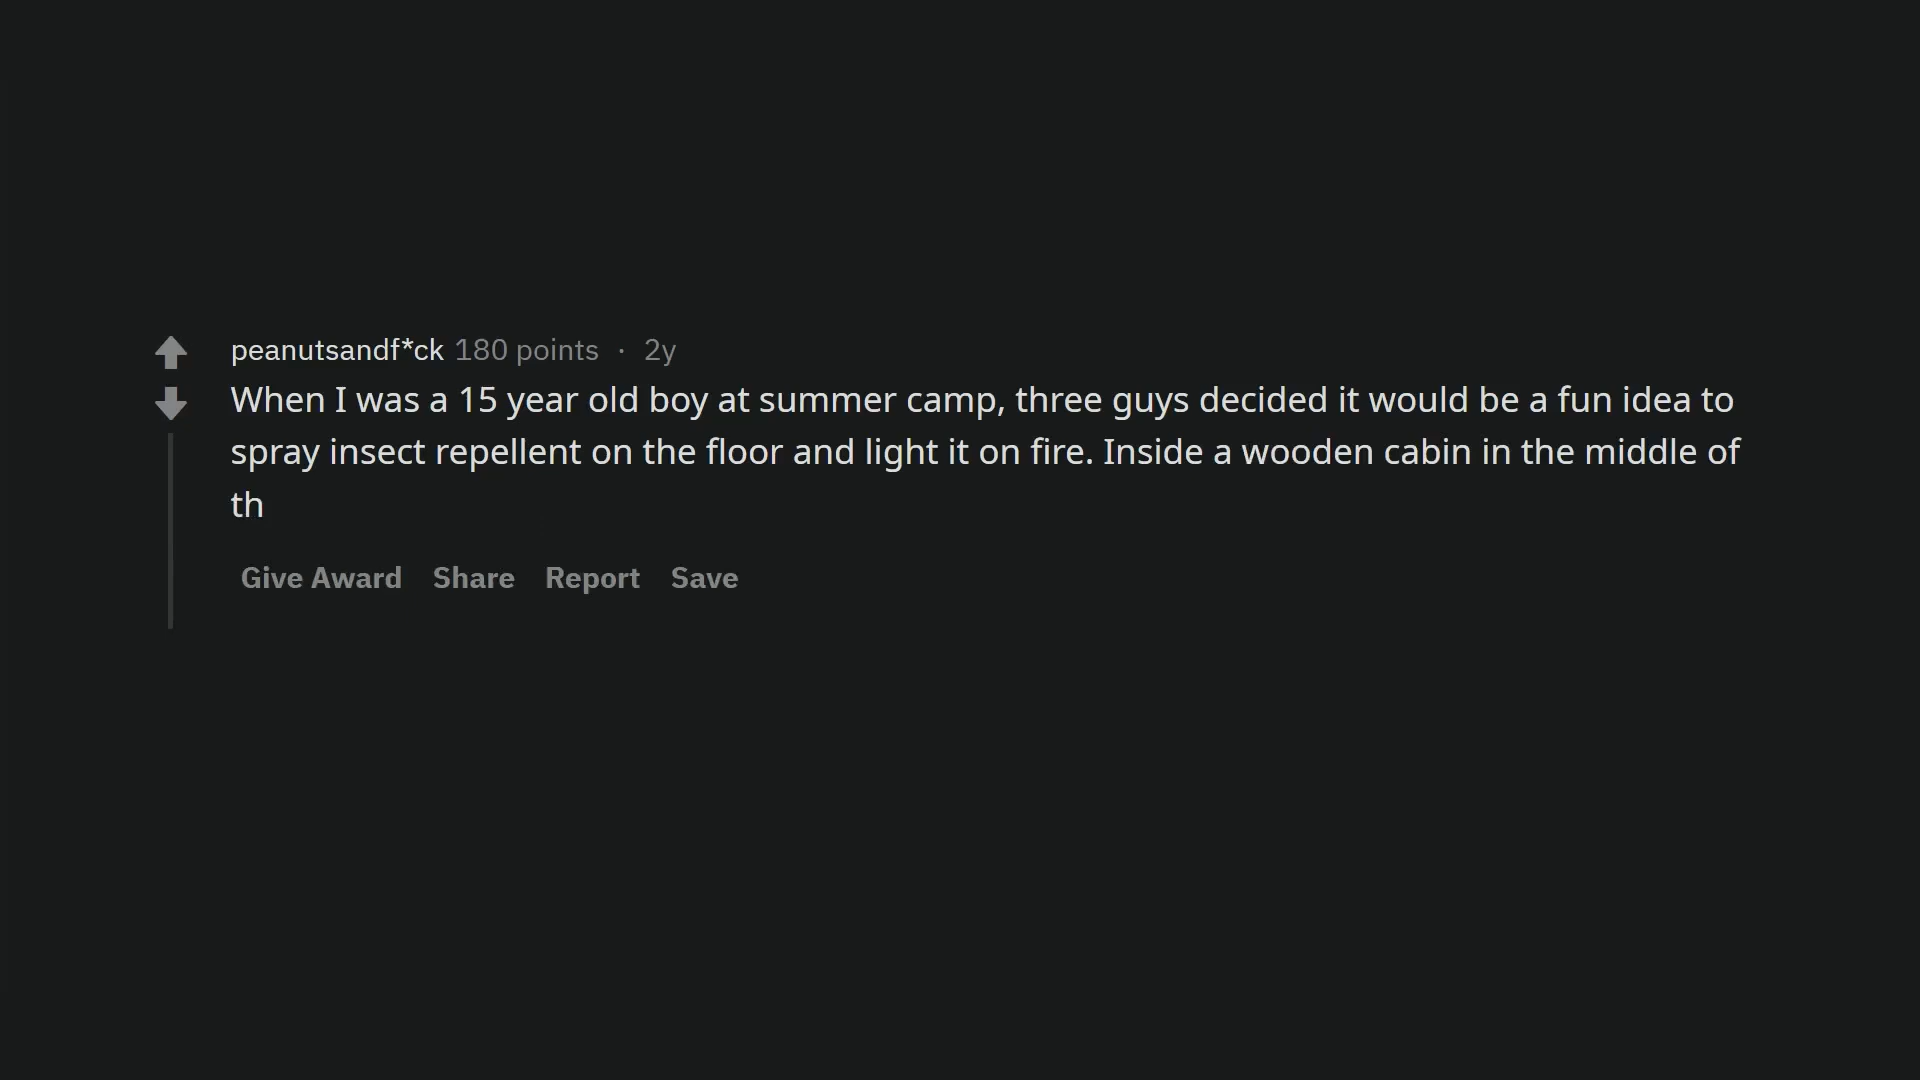 peanutsandf*ck 180 points · 2y
When I was a 15 year old boy at summer camp, three guys decided it would be a fun idea to
spray insect repellent on the floor and light it on fire. Inside a wooden cabin in the middle of
th
Give Award Share Report Save